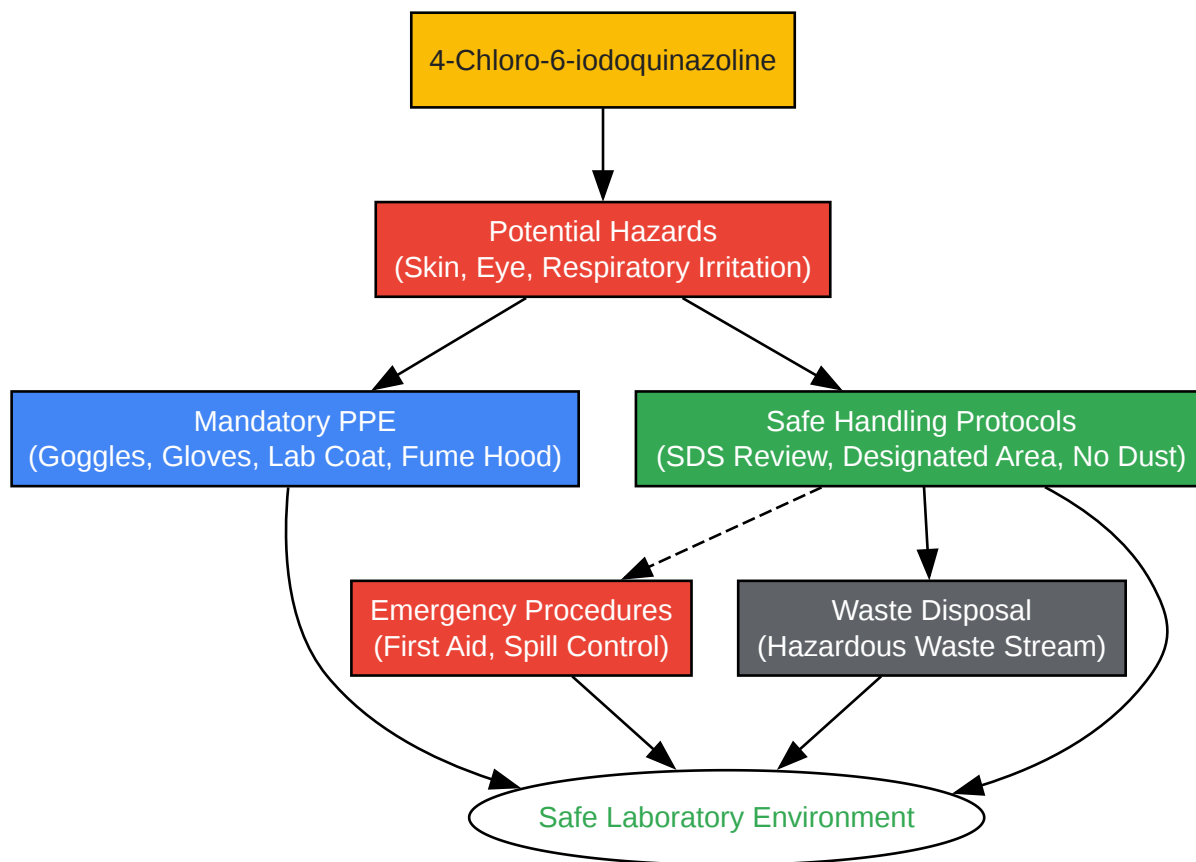 4-Chloro-6-iodoquinazoline
Potential Hazards
(Skin, Eye, Respiratory Irritation)
Mandatory PPE
(Goggles, Gloves, Lab Coat, Fume Hood)
Safe Handling Protocols
(SDS Review, Designated Area, No Dust)
Emergency Procedures
(First Aid, Spill Control)
Waste Disposal
(Hazardous Waste Stream)
Safe Laboratory Environment